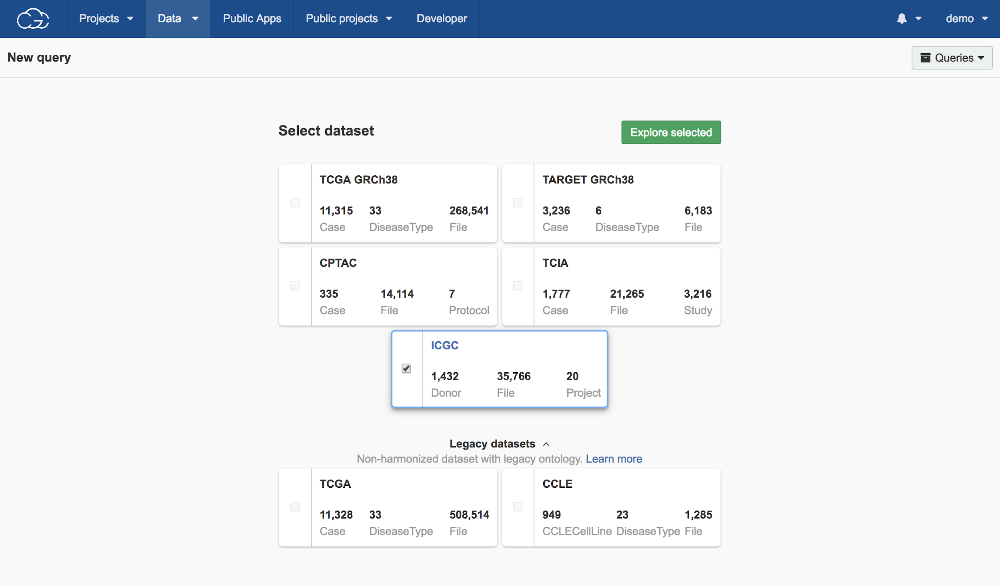 Projects Data Public Apps Public projects Developer demo
New query Queries
Select dataset Explore selected
TCGA GRCh38
11,315 33 268,541
Case DiseaseType File
TARGET GRCh38
3,236 6 6,183
Case DiseaseType File
CPTAC
335 14,114 7
Case File Protocol
TCIA
1,777 21,265 3,216
Case File Study
ICGC
1,432 35,766 20
Donor File Project
Legacy datasets
Non-harmonized dataset with legacy ontology. Learn more
TCGA
11,328 33 508,514
Case DiseaseType File
CCLE
949 23 1,285
CCLECellLine DiseaseType File